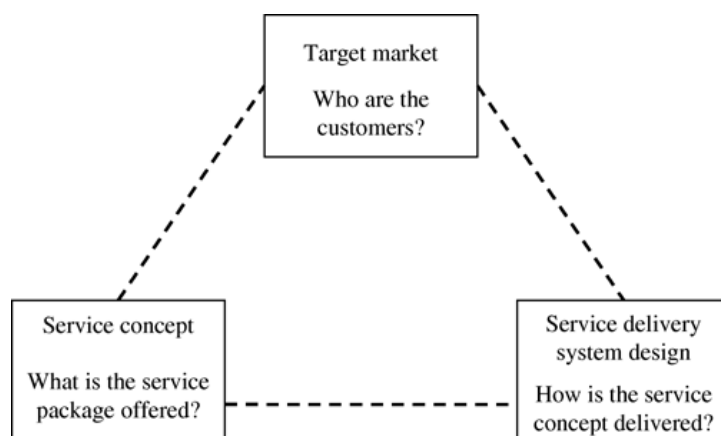 Target market
Who are the
customers?
Service concept
What is the service
package offered?
Service delivery
system design
How is the service
concept delivered?